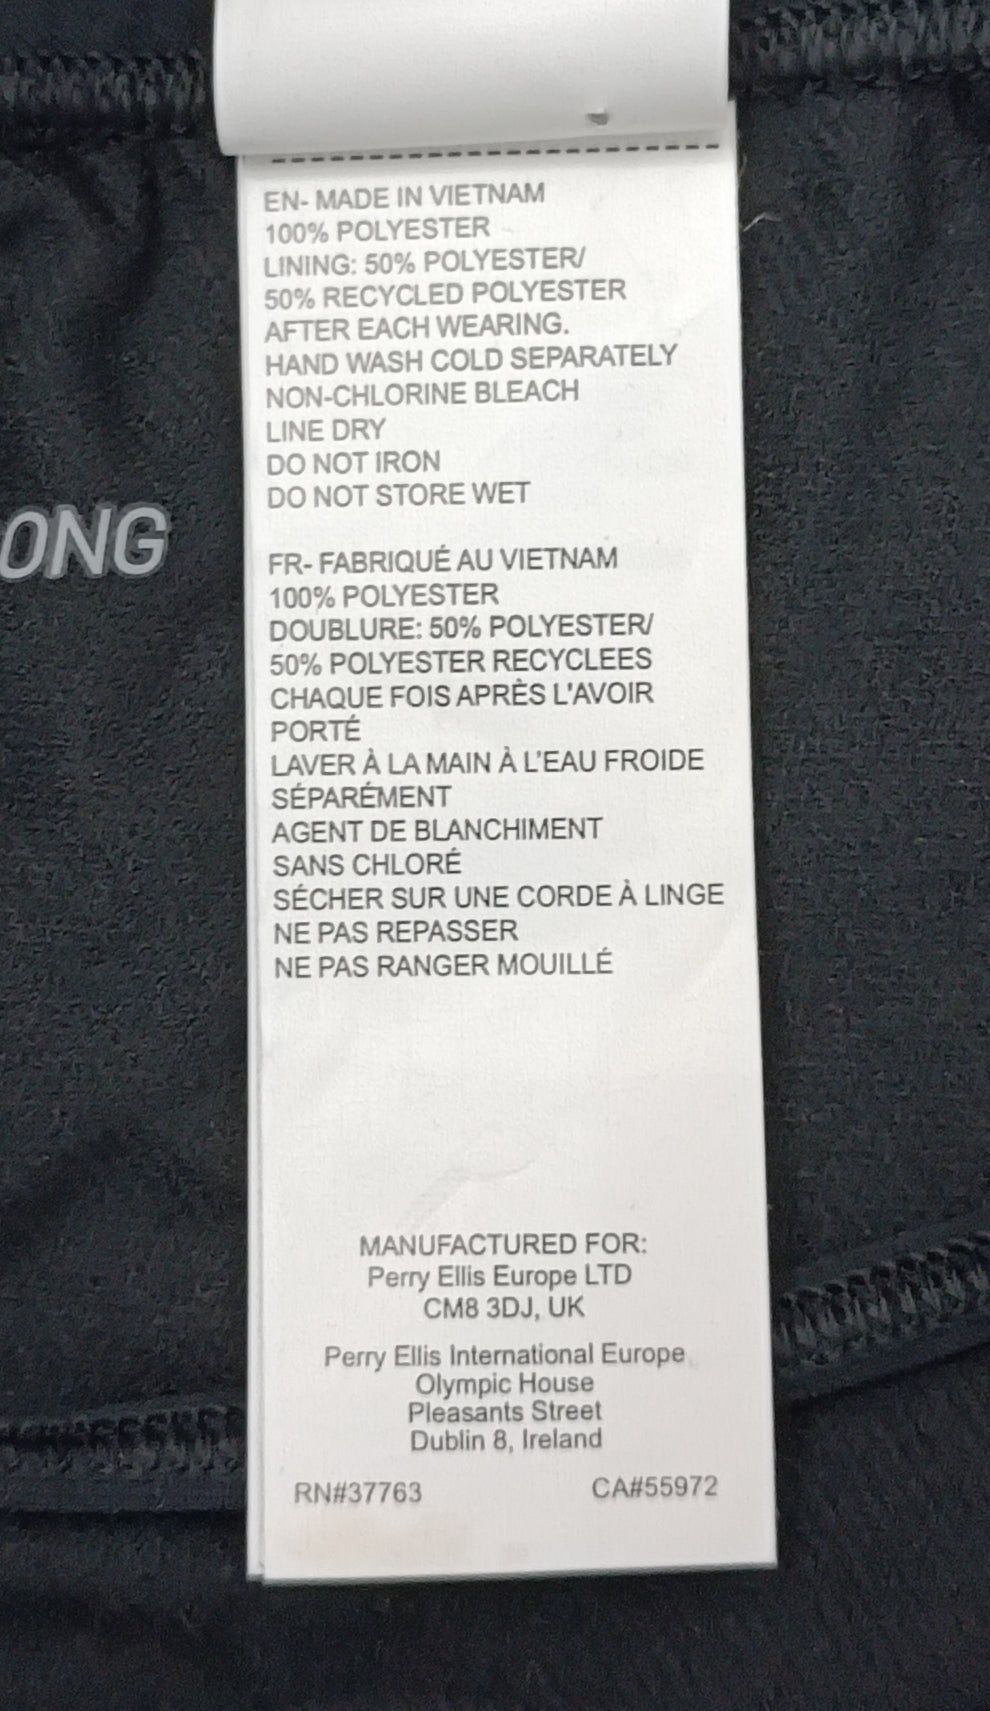 EN- MADE IN VIETNAM
100% POLYESTER
LINING: 50% POLYESTER/
50% RECYCLED POLYESTER
AFTER EACH WEARING.
HAND WASH COLD SEPARATELY
NON-CHLORINE BLEACH
LINE DRY
DO NOT IRON
DO NOT STORE WET
ONG
FR- FABRIQUÉ AU VIETNAM
100% POLYESTER
DOUBLURE: 50% POLYESTER/
50% POLYESTER RECYCLEES
CHAQUE FOIS APRÈS L'AVOIR
PORTÉ
LAVER À LA MAIN À L'EAU FROIDE
SÉPARÉMENT
AGENT DE BLANCHIMENT
SANS CHLORÉ
SÉCHER SUR UNE CORDE À LINGE
NE PAS REPASSER
NE PAS RANGER MOUILLÉ
MANUFACTURED FOR:
Perry Ellis Europe LTD
CM8 3DJ, UK
Perry Ellis International Europe
Olympic House
Pleasants Street
Dublin 8, Ireland
RN#37763 CA#55972